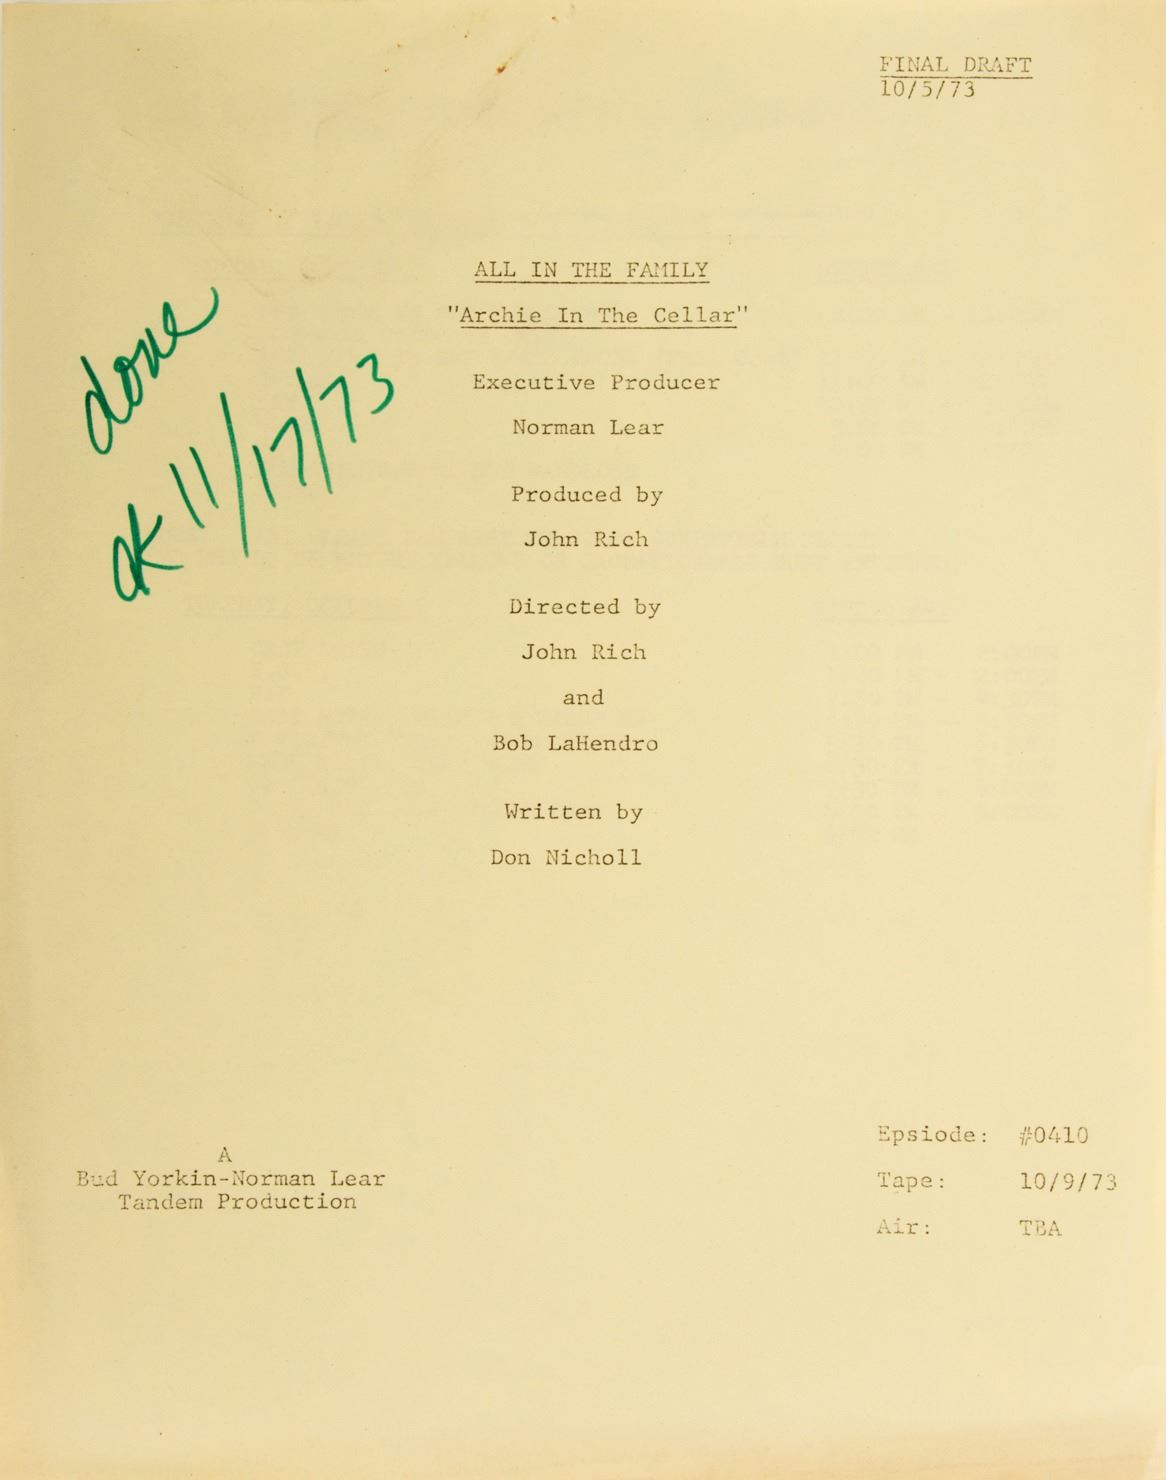 FINAL DRAFT
10/5/73
ALL IN THE FAMILY
"Archie In The Cellar"
done
ok 11/17/73
Executive Producer
Norman Lear
Produced by
John Rich
Directed by
John Rich
and
Bob LaHendro
Written by
Don Nicholl
A
Bud Yorkin-Norman Lear
Tandem Production
Epsiode: #0410
Tape: 10/9/73
Air: TBA